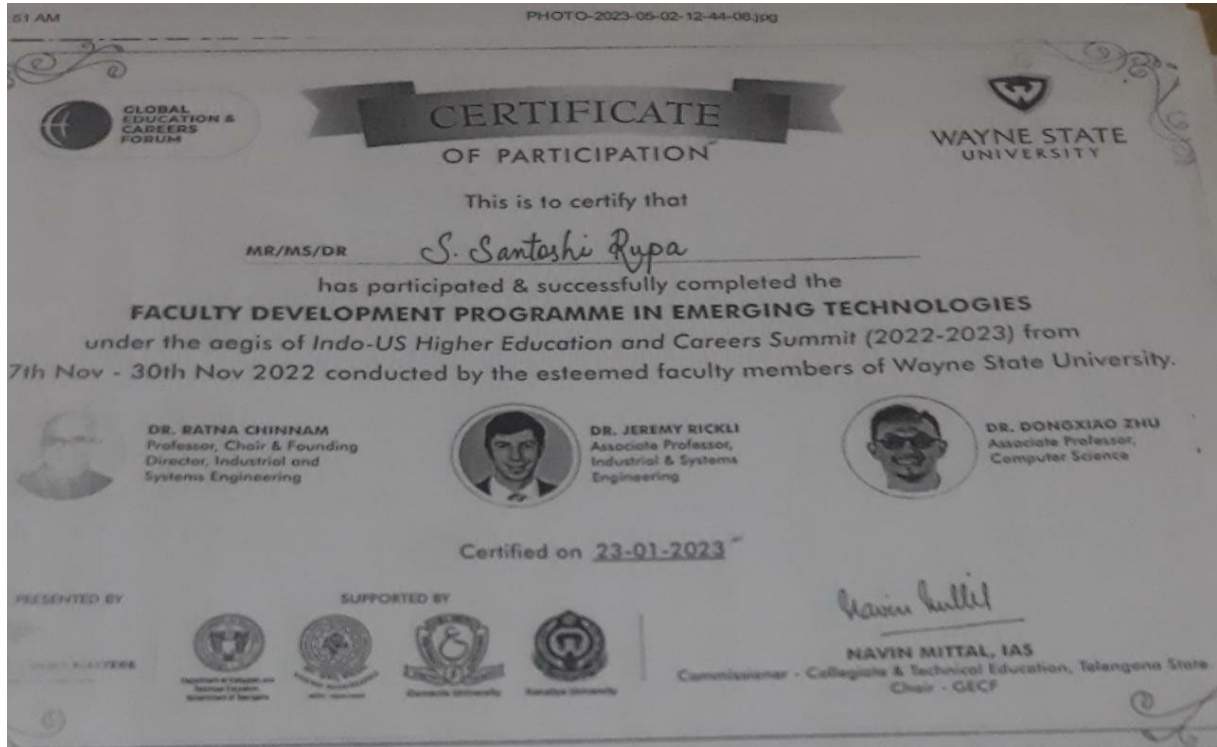 51 AM
PHOTO-2023-05-02-12-44-08.jpg
GLOBAL
EDUCATION &
CAREERS
FORUM
CERTIFICATE
OF PARTICIPATION
WAYNE STATE
UNIVERSITY
This is to certify that
MR/MS/DR S. Santoshi Rupa
has participated & successfully completed the
FACULTY DEVELOPMENT PROGRAMME IN EMERGING TECHNOLOGIES
under the aegis of Indo-US Higher Education and Careers Summit (2022-2023) from
7th Nov - 30th Nov 2022 conducted by the esteemed faculty members of Wayne State University.
DR. RATNA CHINNAM
Professor, Chair & Founding
Director, Industrial and
Systems Engineering
DR. JEREMY RICKLI
Associate Professor,
Industrial & Systems
Engineering
DR. DONGXIAO ZHU
Associate Professor,
Computer Science
Certified on 23-01-2023
PRESENTED BY
SUPPORTED BY
Osmania University
Kakatiya University
Navin Mittal
NAVIN MITTAL, IAS
Commissioner - Collegiate & Technical Education, Telangana State
Chair - GECF